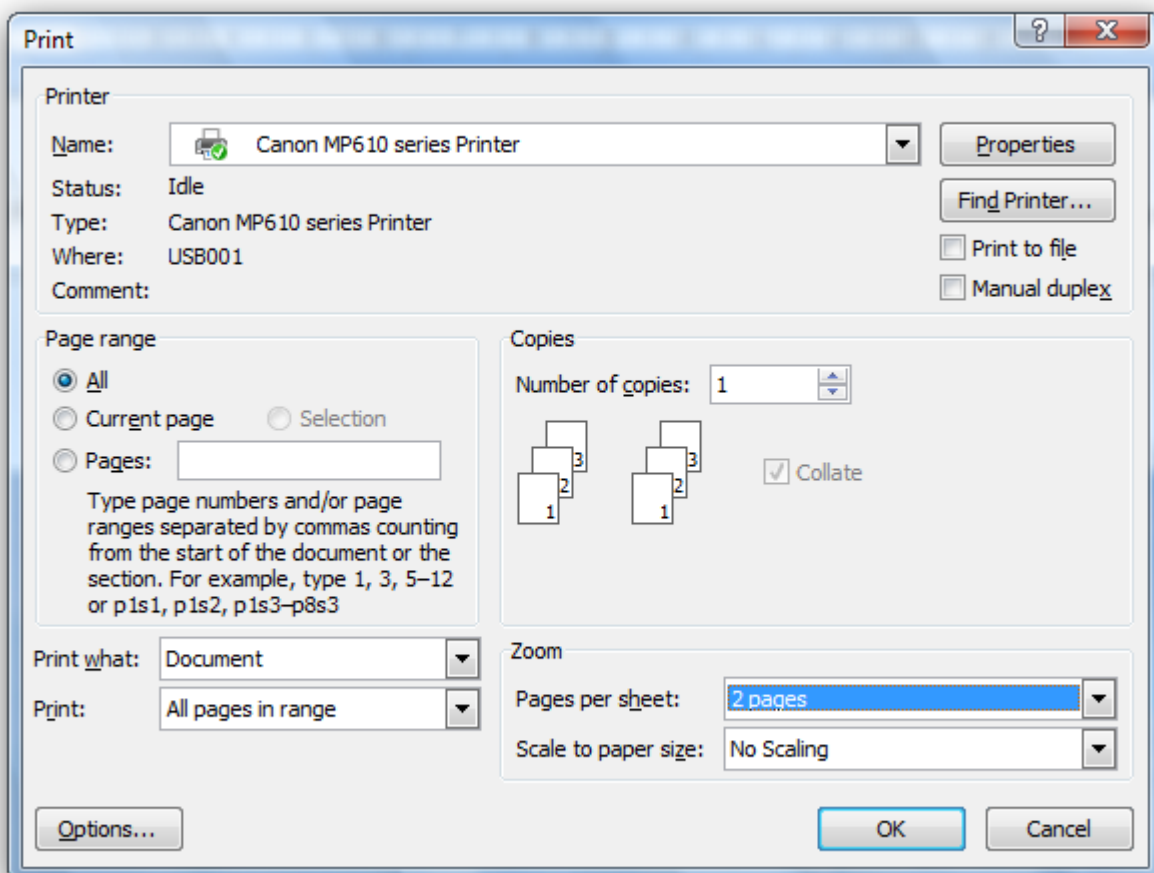 Print
Printer
Name: Canon MP610 series Printer Properties
Status: Idle Find Printer...
Type: Canon MP610 series Printer
Where: USB001 Print to file
Comment: Manual duplex
Page range
All
Current page Selection
Pages:
Type page numbers and/or page
ranges separated by commas counting
from the start of the document or the
section. For example, type 1, 3, 5–12
or p1s1, p1s2, p1s3–p8s3
Copies
Number of copies: 1
3 3
2 2
1 1
Collate
Print what: Document
Print: All pages in range
Zoom
Pages per sheet: 2 pages
Scale to paper size: No Scaling
Options... OK Cancel